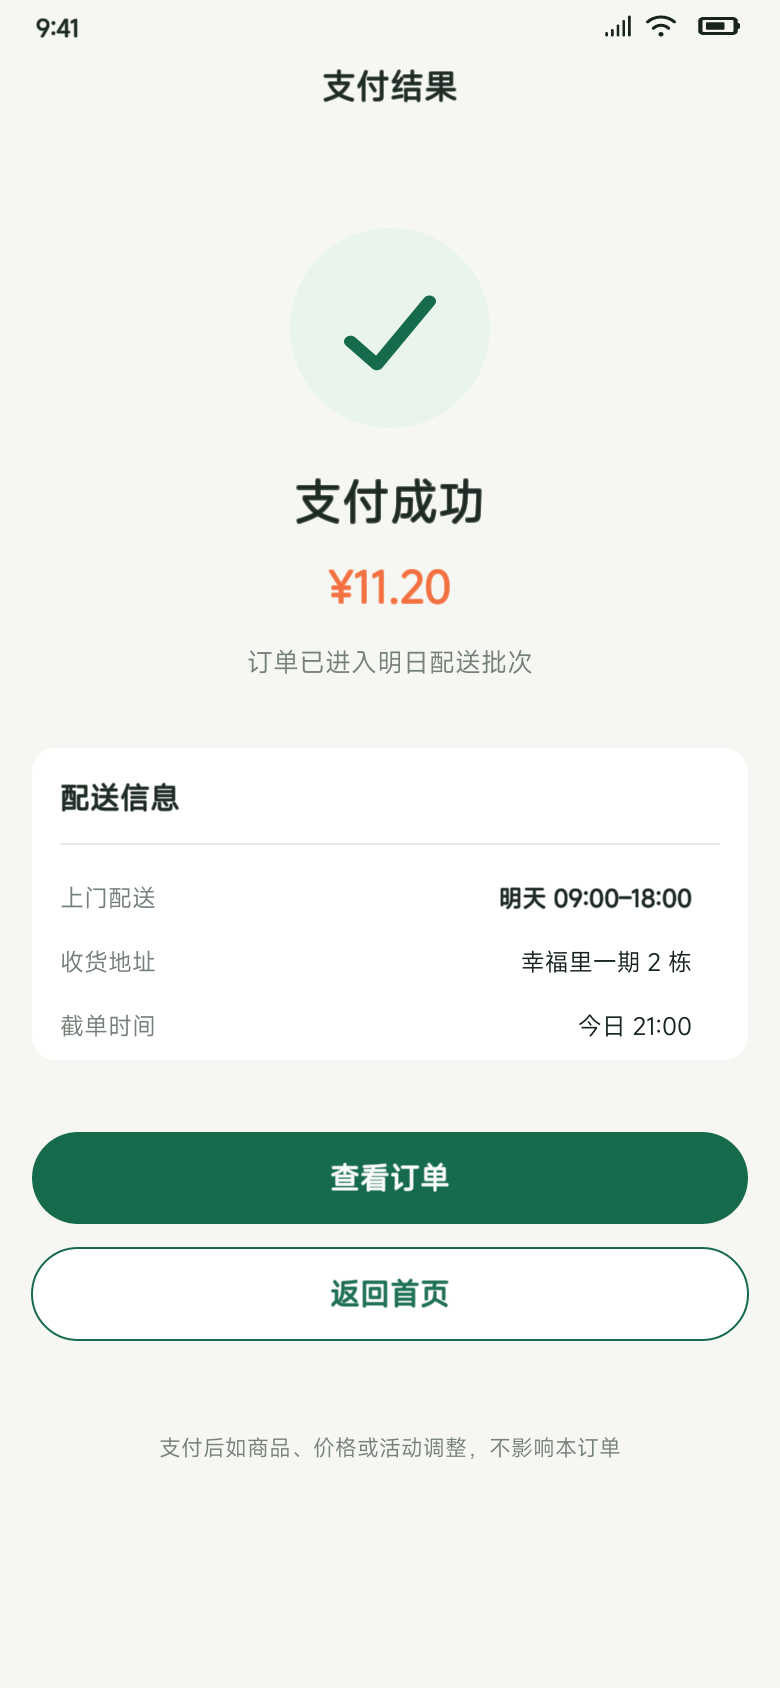 9:41
支付结果
支付成功
¥11.20
订单已进入明日配送批次
配送信息
上门配送 明天 09:00–18:00
收货地址 幸福里一期 2 栋
截单时间 今日 21:00
查看订单
返回首页
支付后如商品、价格或活动调整，不影响本订单